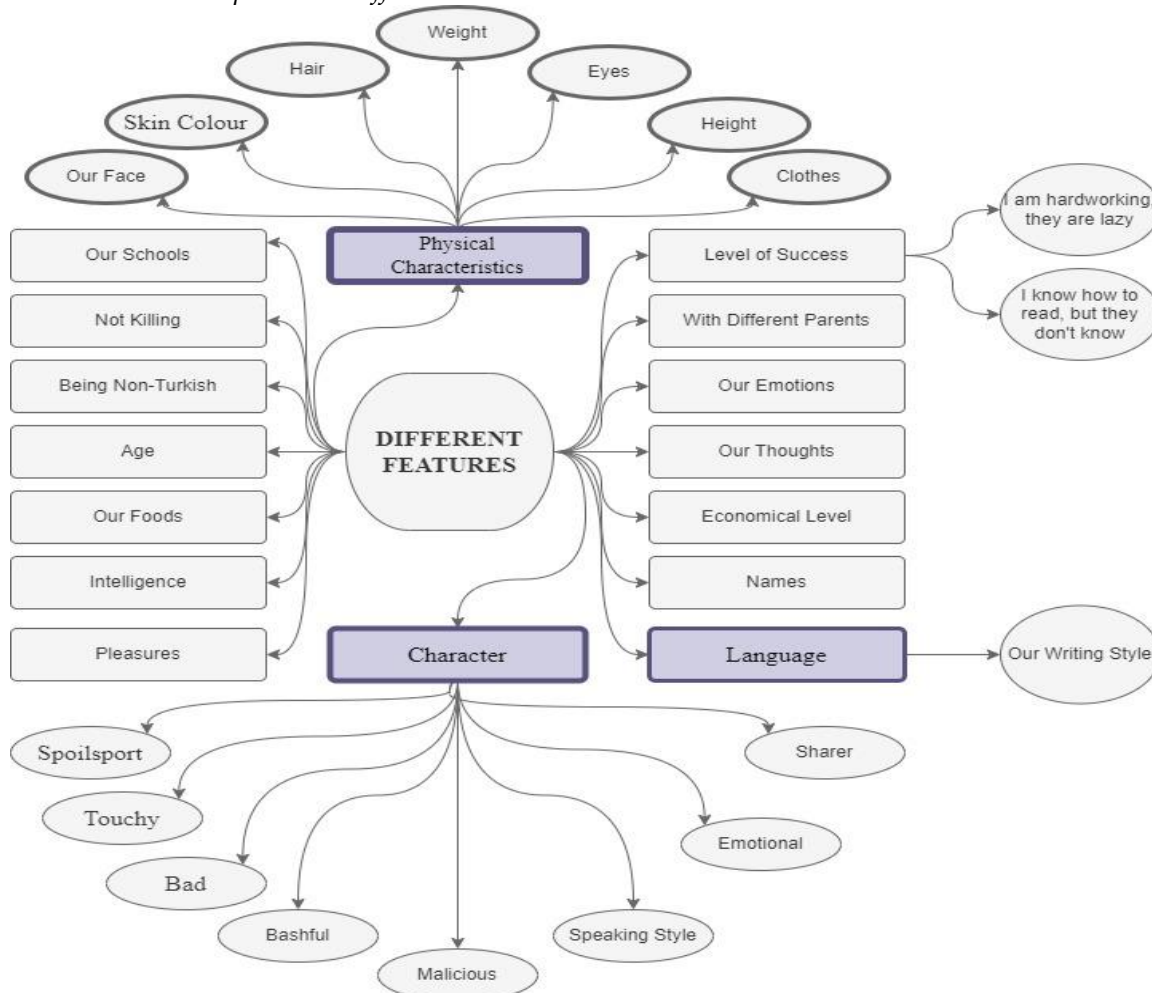 Weight
Hair
Eyes
Skin Colour
Height
Our Face
Clothes
I am hardworking,
they are lazy
Our Schools
Physical
Characteristics
Level of Success
I know how to
read, but they
don't know
Not Killing
With Different Parents
Being Non-Turkish
Our Emotions
DIFFERENT
FEATURES
Age
Our Thoughts
Our Foods
Economical Level
Intelligence
Names
Pleasures
Character
Language
Our Writing Style
Spoilsport
Sharer
Touchy
Emotional
Bad
Bashful
Speaking Style
Malicious